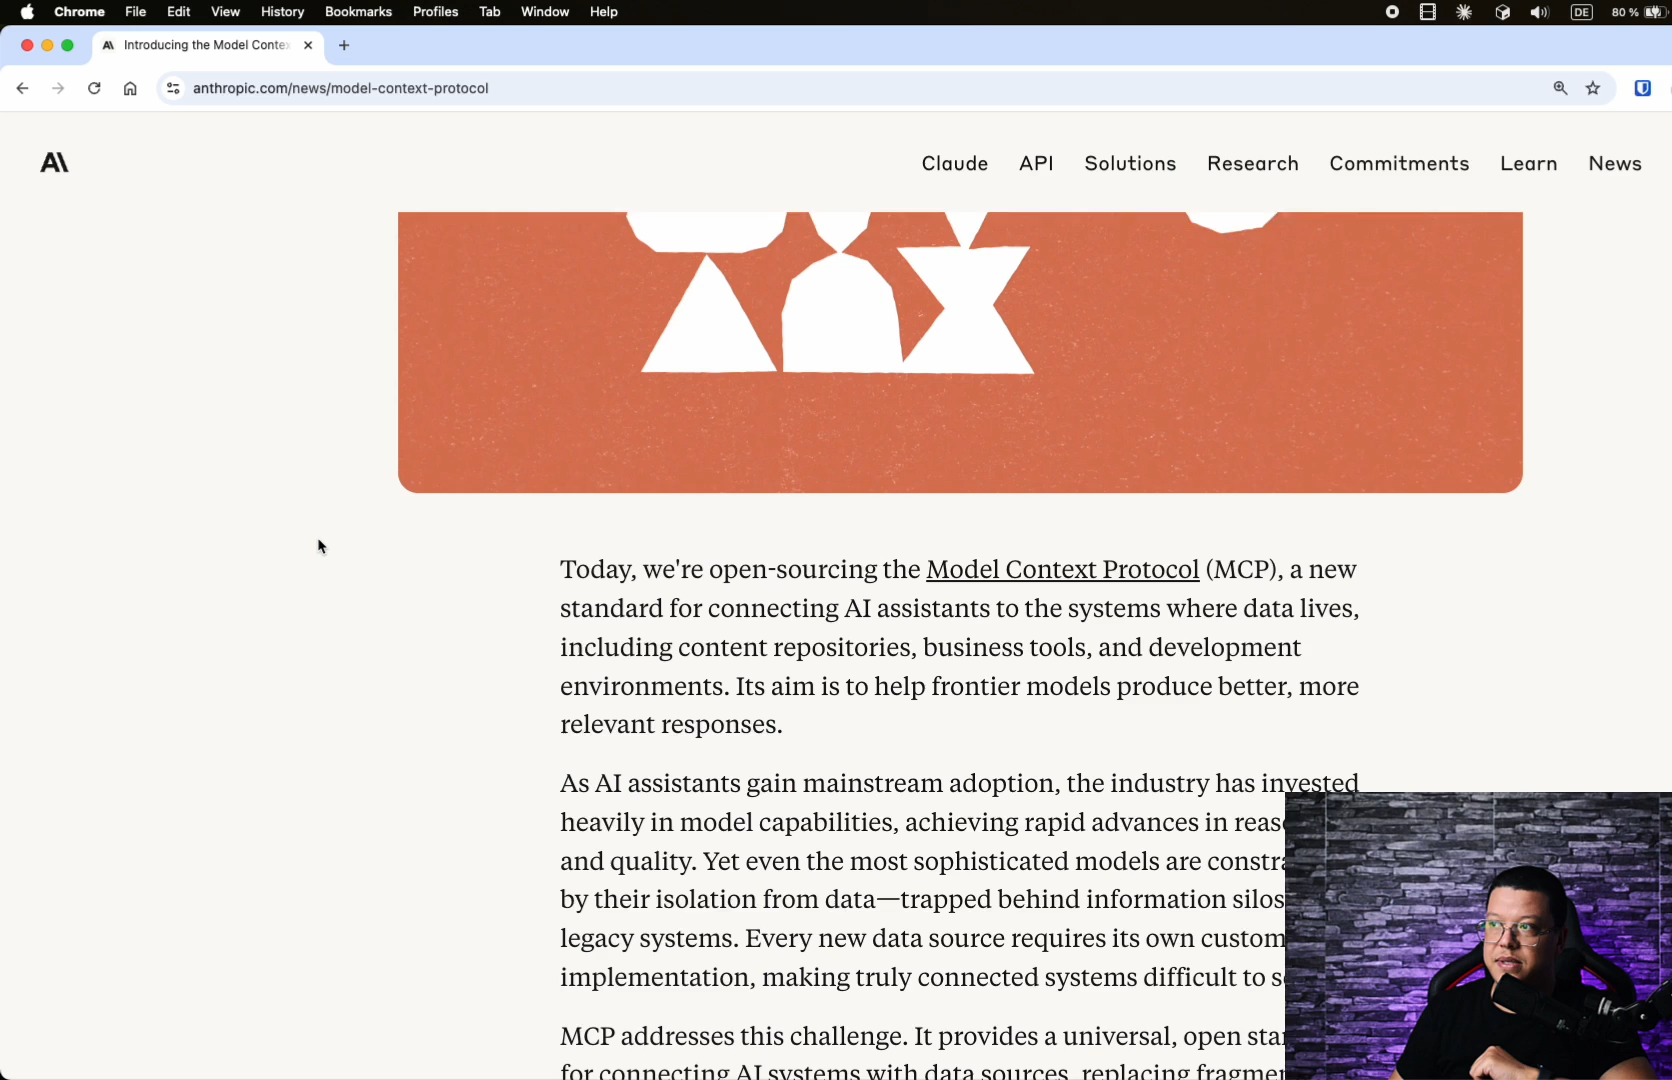 Chrome File Edit View History Bookmarks Profiles Tab Window Help DE 80 %
Introducing the Model Conte
anthropic.com/news/model-context-protocol
Claude API Solutions Research Commitments Learn News
Today, we're open-sourcing the Model Context Protocol (MCP), a new
standard for connecting AI assistants to the systems where data lives,
including content repositories, business tools, and development
environments. Its aim is to help frontier models produce better, more
relevant responses.
As AI assistants gain mainstream adoption, the industry has invested
heavily in model capabilities, achieving rapid advances in reas
and quality. Yet even the most sophisticated models are constra
by their isolation from data—trapped behind information silos
legacy systems. Every new data source requires its own custom
implementation, making truly connected systems difficult to s
MCP addresses this challenge. It provides a universal, open sta
for connecting AI systems with data sources, replacing fragme